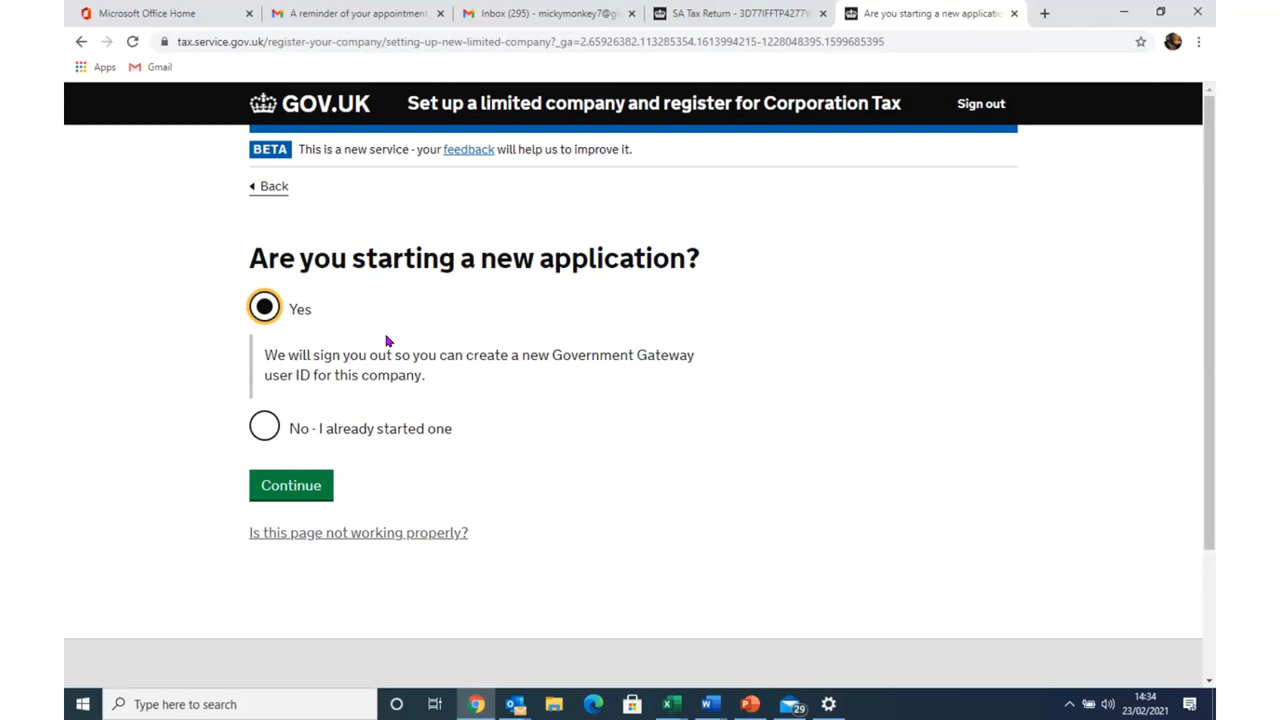 Microsoft Office Home
A reminder of your appointment
Inbox (295) - mickymonkey7@g
SA Tax Return - 3D77IFFTP4277V
Are you starting a new applicatio
tax.service.gov.uk/register-your-company/setting-up-new-limited-company?_ga=2.65926382.113285354.1613994215-1228048395.1599685395
Apps
Gmail
GOV.UK
Set up a limited company and register for Corporation Tax
Sign out
BETA
This is a new service - your feedback will help us to improve it.
Back
Are you starting a new application?
Yes
We will sign you out so you can create a new Government Gateway
user ID for this company.
No - I already started one
Continue
Is this page not working properly?
Type here to search
29
14:34
23/02/2021